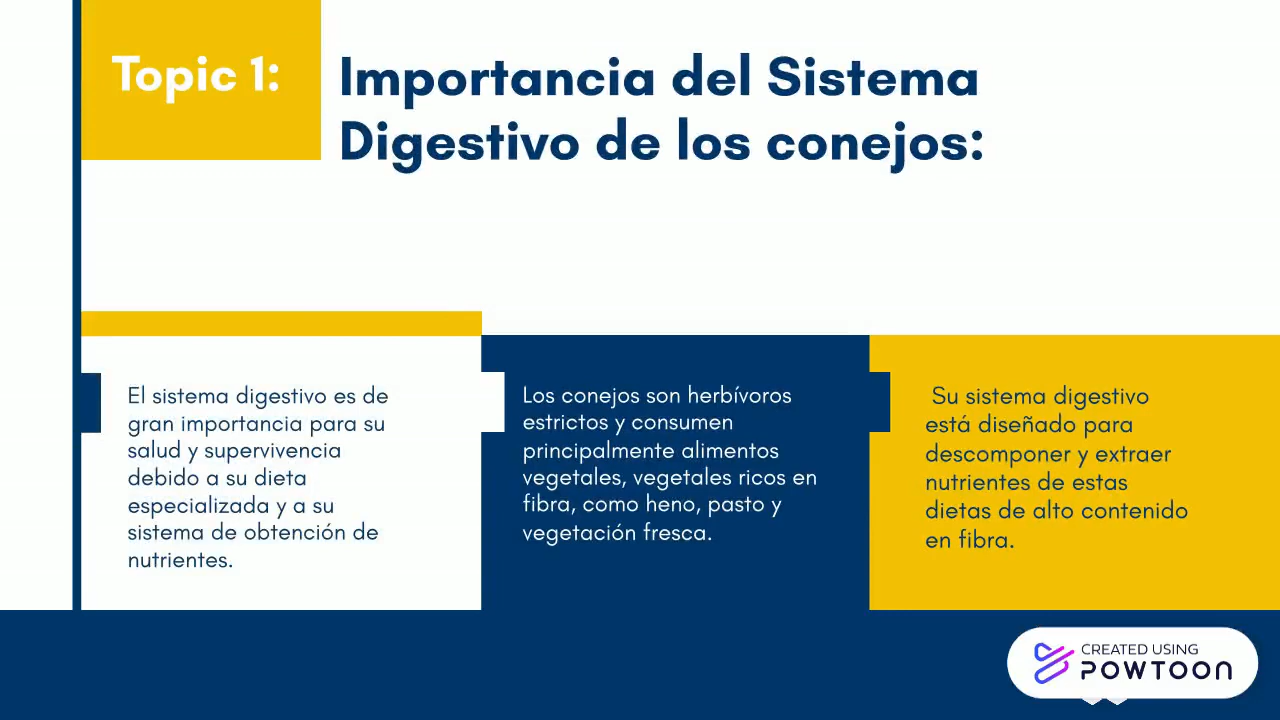 Topic 1:
Importancia del Sistema
Digestivo de los conejos:
El sistema digestivo es de
gran importancia para su
salud y supervivencia
debido a su dieta
especializada y a su
sistema de obtención de
nutrientes.
Los conejos son herbívoros
estrictos y consumen
principalmente alimentos
vegetales, vegetales ricos en
fibra, como heno, pasto y
vegetación fresca.
Su sistema digestivo
está diseñado para
descomponer y extraer
nutrientes de estas
dietas de alto contenido
en fibra.
CREATED USING
POWTOON